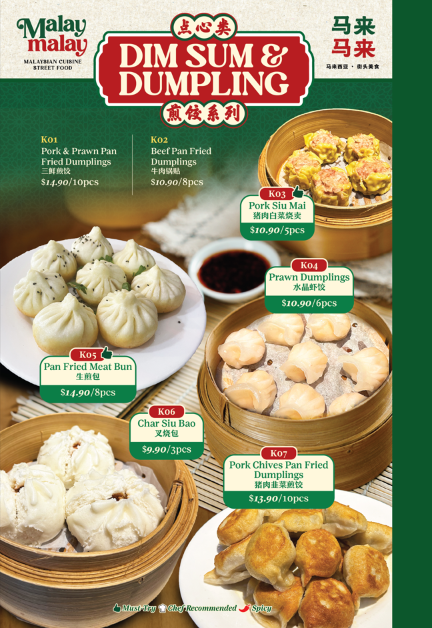 Malay
malay
MALAYSIAN CUISINE
STREET FOOD
点心类
DIM SUM &
DUMPLING
煎饺系列
马来
马来
马来西亚 · 街头美食
K01
Pork & Prawn Pan
Fried Dumplings
三鲜煎饺
$14.90/10pcs
K02
Beef Pan Fried
Dumplings
牛肉锅贴
$10.90/8pcs
K03
Pork Siu Mai
猪肉白菜烧卖
$10.90/5pcs
K04
Prawn Dumplings
水晶虾饺
$10.90/6pcs
K05
Pan Fried Meat Bun
生煎包
$14.90/8pcs
K06
Char Siu Bao
叉烧包
$9.90/3pcs
K07
Pork Chives Pan Fried
Dumplings
猪肉韭菜煎饺
$13.90/10pcs
Must Try Chef Recommended Spicy